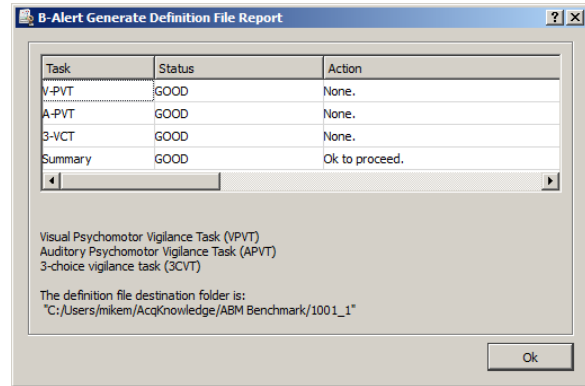 B-Alert Generate Definition File Report
Task Status Action
V-PVT GOOD None.
A-PVT GOOD None.
3-VCT GOOD None.
Summary GOOD Ok to proceed.
Visual Psychomotor Vigilance Task (VPVT)
Auditory Psychomotor Vigilance Task (APVT)
3-choice vigilance task (3CVT)
The definition file destination folder is:
"C:/Users/mikem/AcqKnowledge/ABM Benchmark/1001_1"
Ok